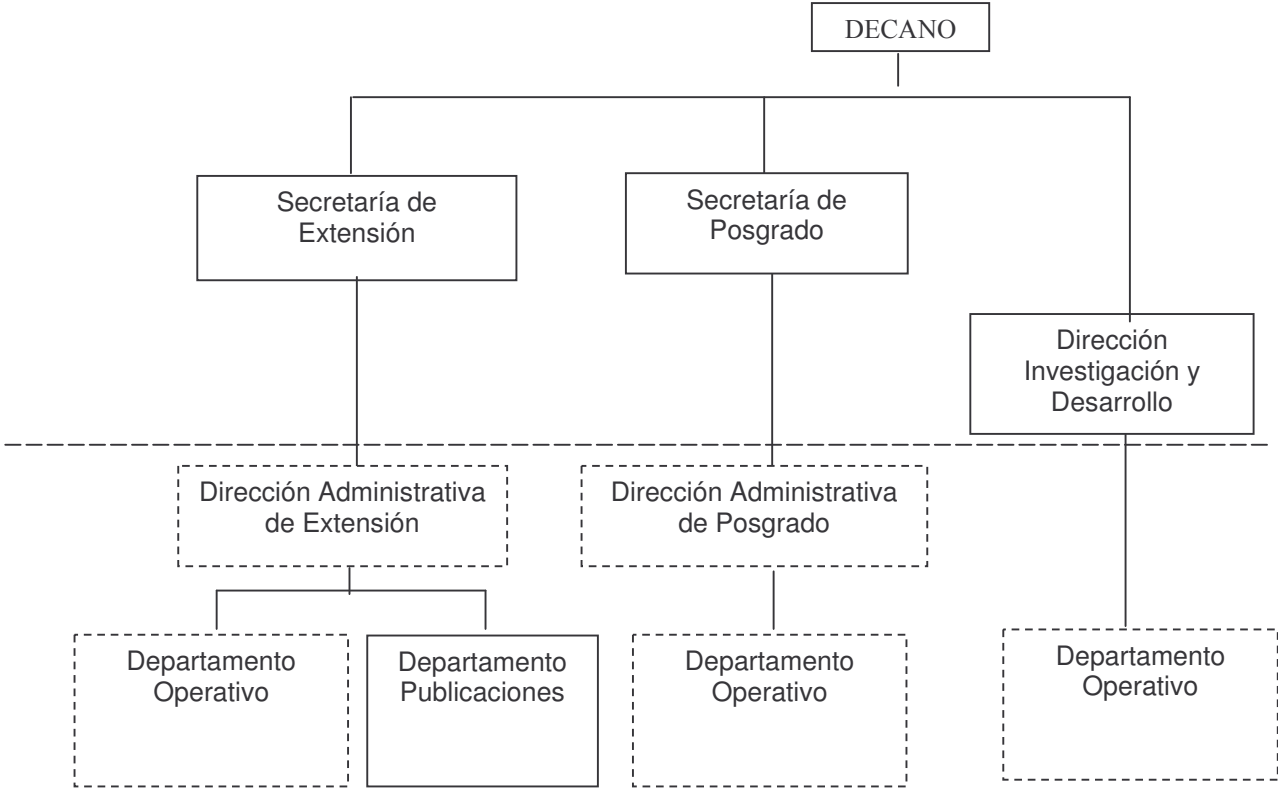 DECANO
Secretaría de
Extensión
Secretaría de
Posgrado
Dirección
Investigación y
Desarrollo
Dirección Administrativa
de Extensión
Dirección Administrativa
de Posgrado
Departamento
Operativo
Departamento
Publicaciones
Departamento
Operativo
Departamento
Operativo